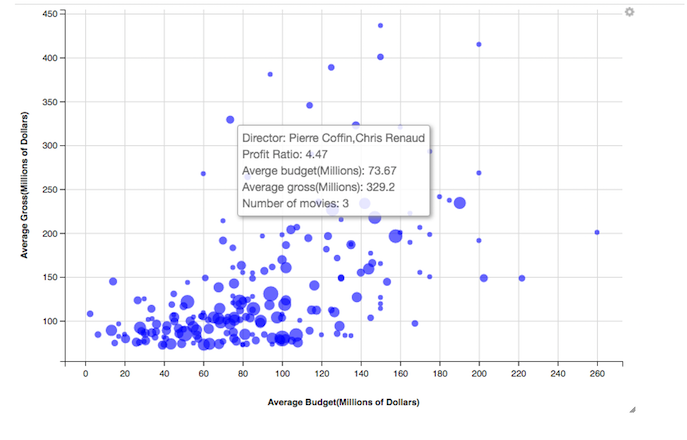 450
400
350
300
250
200
150
100
Average Gross(Millions of Dollars)
Director: Pierre Coffin,Chris Renaud
Profit Ratio: 4.47
Averge budget(Millions): 73.67
Average gross(Millions): 329.2
Number of movies: 3
0 20 40 60 80 100 120 140 160 180 200 220 240 260
Average Budget(Millions of Dollars)